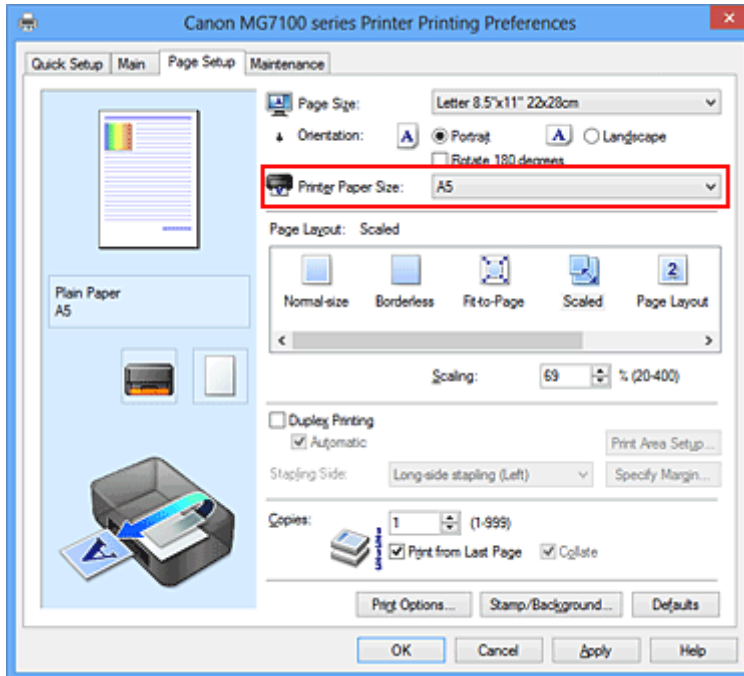 Canon MG7100 series Printer Printing Preferences
Quick Setup Main Page Setup Maintenance
Page Size: Letter 8.5"x11" 22x28cm
Orientation: A Portrait A Landscape
Rotate 180 degrees
Printer Paper Size: A5
Page Layout: Scaled
Normal-size Borderless Fit-to-Page Scaled 2 Page Layout
Plain Paper
A5
Scaling: 69 % (20-400)
Duplex Printing
Automatic Print Area Setup...
Stapling Side: Long-side stapling (Left) Specify Margin...
Copies: 1 (1-999)
Print from Last Page Collate
Print Options... Stamp/Background... Defaults
OK Cancel Apply Help